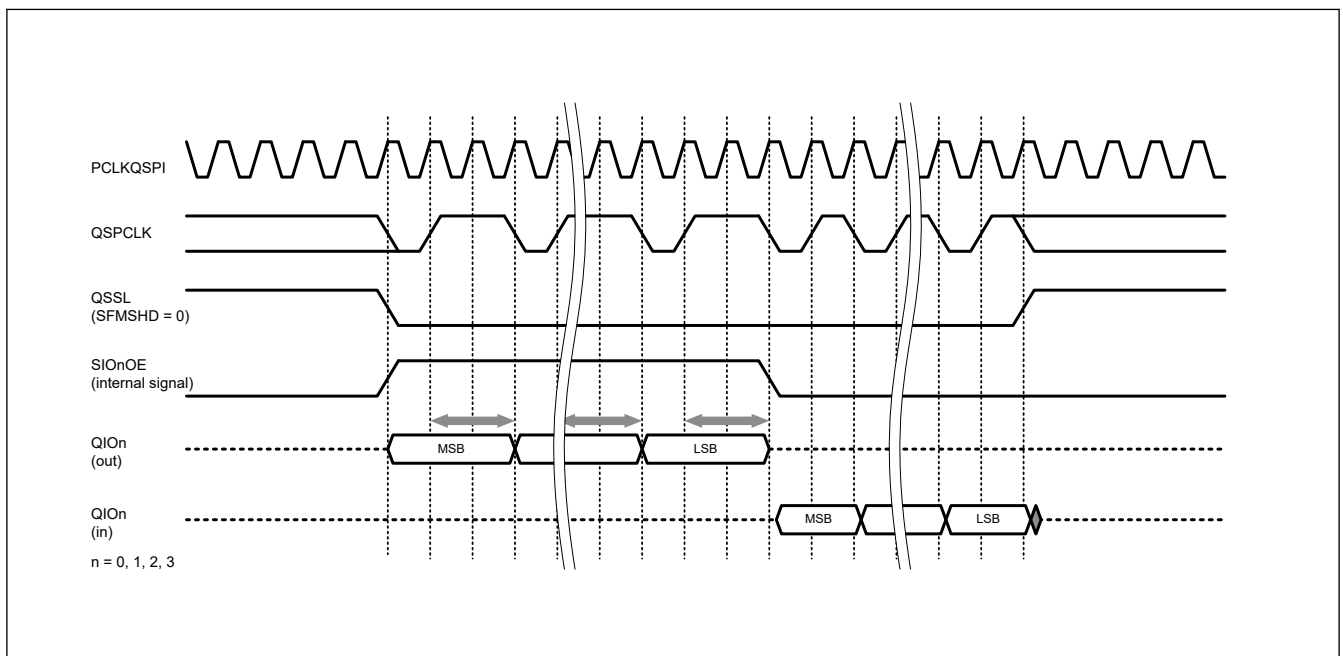 PCLKQSPI
QSPCLK
QSSL
(SFMSHD = 0)
SIOnOE
(internal signal)
QIOn
(out)
MSB
LSB
QIOn
(in)
MSB
LSB
n = 0, 1, 2, 3